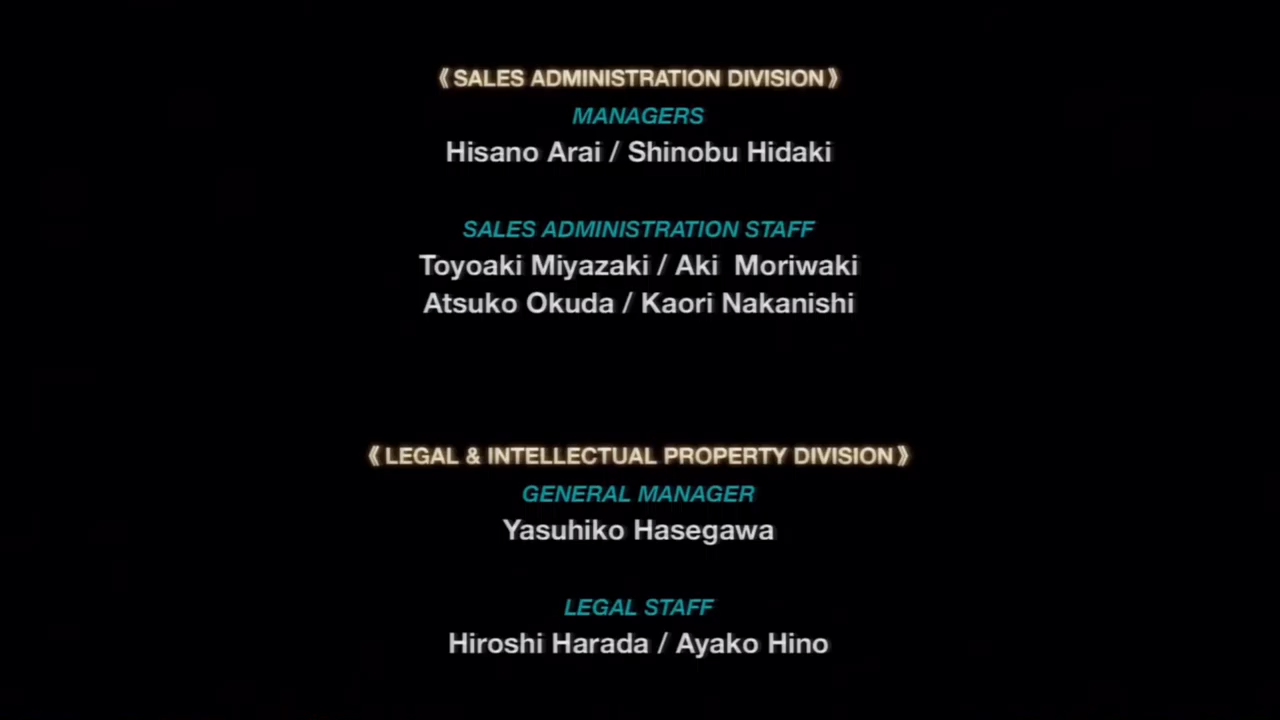 《SALES ADMINISTRATION DIVISION》
MANAGERS
Hisano Arai / Shinobu Hidaki
SALES ADMINISTRATION STAFF
Toyoaki Miyazaki / Aki  Moriwaki
Atsuko Okuda / Kaori Nakanishi
《LEGAL & INTELLECTUAL PROPERTY DIVISION》
GENERAL MANAGER
Yasuhiko Hasegawa
LEGAL STAFF
Hiroshi Harada / Ayako Hino